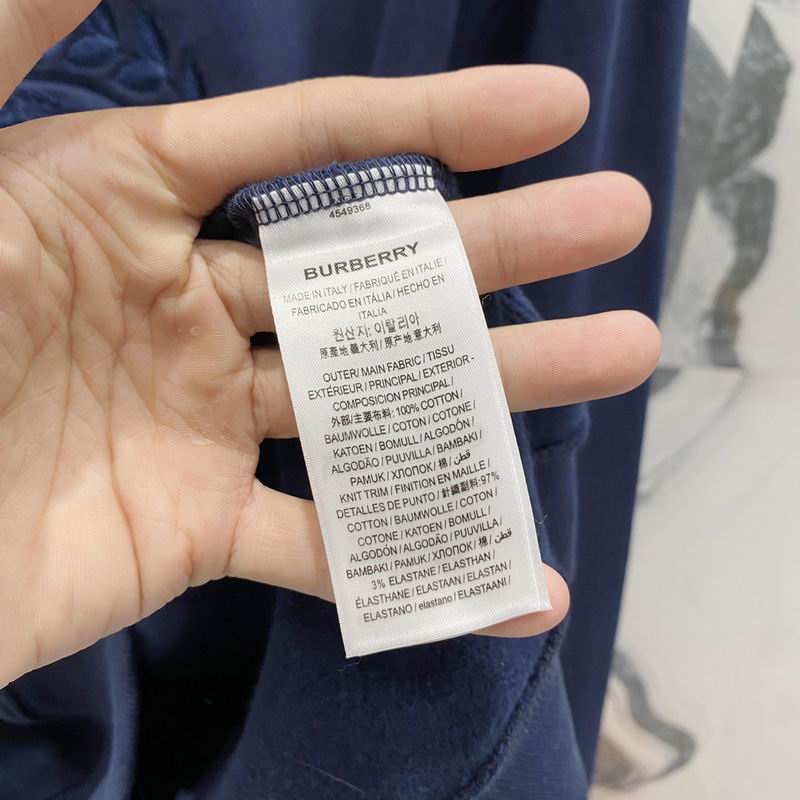 4549368
BURBERRY
MADE IN ITALY / FABRIQUÉ EN ITALIE /
FABRICADO EN ITÁLIA / HECHO EN
ITALIA
원산지: 이탈리아
原產地 義大利 / 原产地 意大利
OUTER/ MAIN FABRIC / TISSU
EXTÉRIEUR / PRINCIPAL / EXTERIOR -
COMPOSICION PRINCIPAL /
外部/主要布料: 100% COTTON /
BAUMWOLLE / COTON / COTONE /
KATOEN / BOMULL / ALGODÓN /
ALGODÃO / PUUVILLA / BAMBAKI /
PAMUK / ХЛОПОК / 棉 / قطن
KNIT TRIM / FINITION EN MAILLE /
DETALLES DE PUNTO / 針織副料: 97%
COTTON / BAUMWOLLE / COTON /
COTONE / KATOEN / BOMULL /
ALGODÓN / ALGODÃO / PUUVILLA /
BAMBAKI / PAMUK / ХЛОПОК / 棉 / قطن
3% ELASTANE / ELASTHAN /
ÉLASTHANE / ELASTAAN / ELASTAN /
ELASTANO / elastano / ELASTAANI /